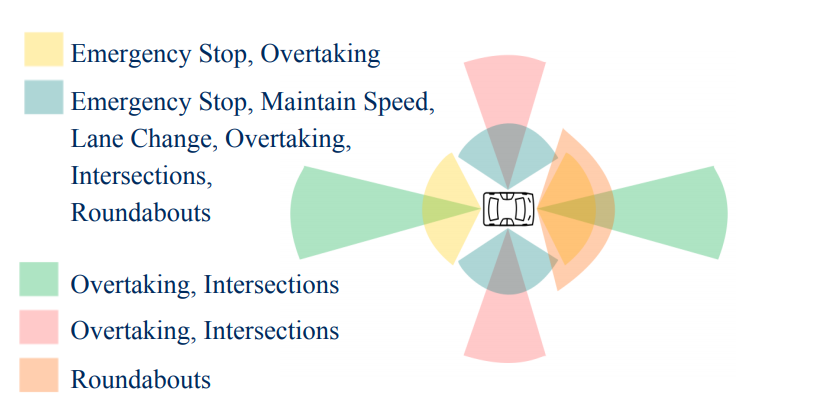 Emergency Stop, Overtaking
Emergency Stop, Maintain Speed,
Lane Change, Overtaking,
Intersections,
Roundabouts
Overtaking, Intersections
Overtaking, Intersections
Roundabouts